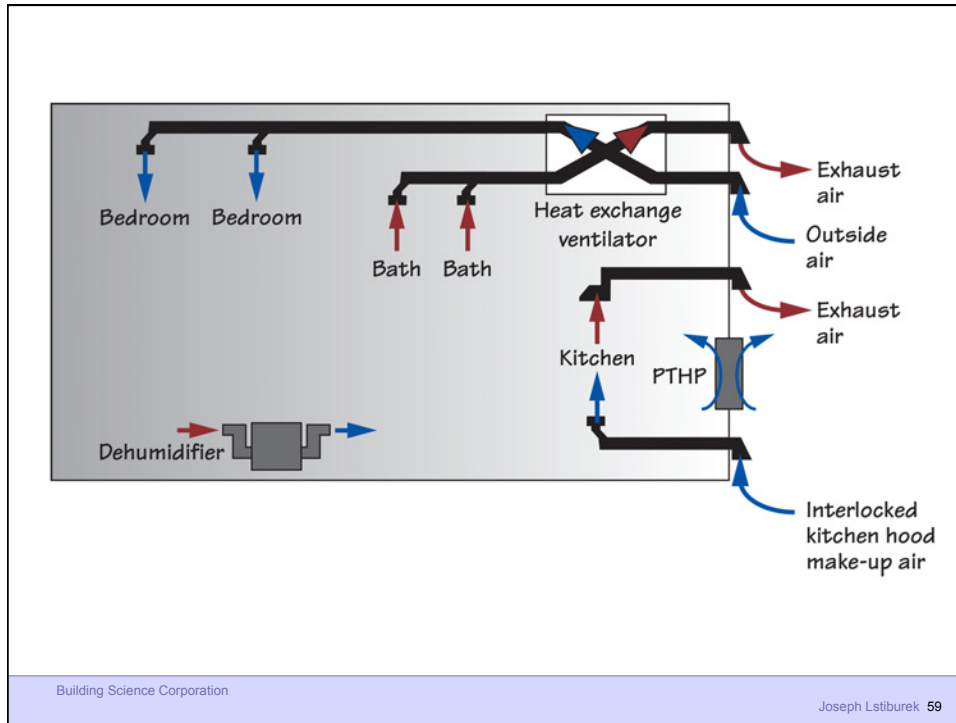 Exhaust
air
Bedroom
Bedroom
Heat exchange
ventilator
Outside
air
Bath
Bath
Exhaust
air
Kitchen
PTHP
Dehumidifier
Interlocked
kitchen hood
make-up air
Building Science Corporation
Joseph Lstiburek 59